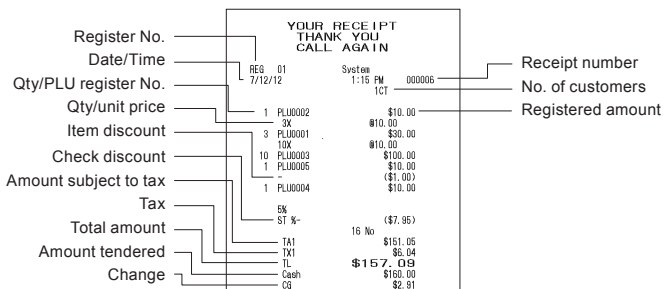 YOUR RECEIPT
THANK YOU
CALL AGAIN
Register No.
Date/Time
Qty/PLU register No.
Qty/unit price
Item discount
Check discount
Amount subject to tax
Tax
Total amount
Amount tendered
Change
REG 01 System
7/12/12 1:15 PM 000006
1CT
1 PLU0002 $10.00
3X @10.00
3 PLU0001 $30.00
10X @10.00
10 PLU0003 $100.00
1 PLU0005 $10.00
- ($1.00)
1 PLU0004 $10.00
5%
ST %- ($7.95)
16 No
TA1 $151.05
TX1 $6.04
TL $157.09
Cash $160.00
CG $2.91
Receipt number
No. of customers
Registered amount